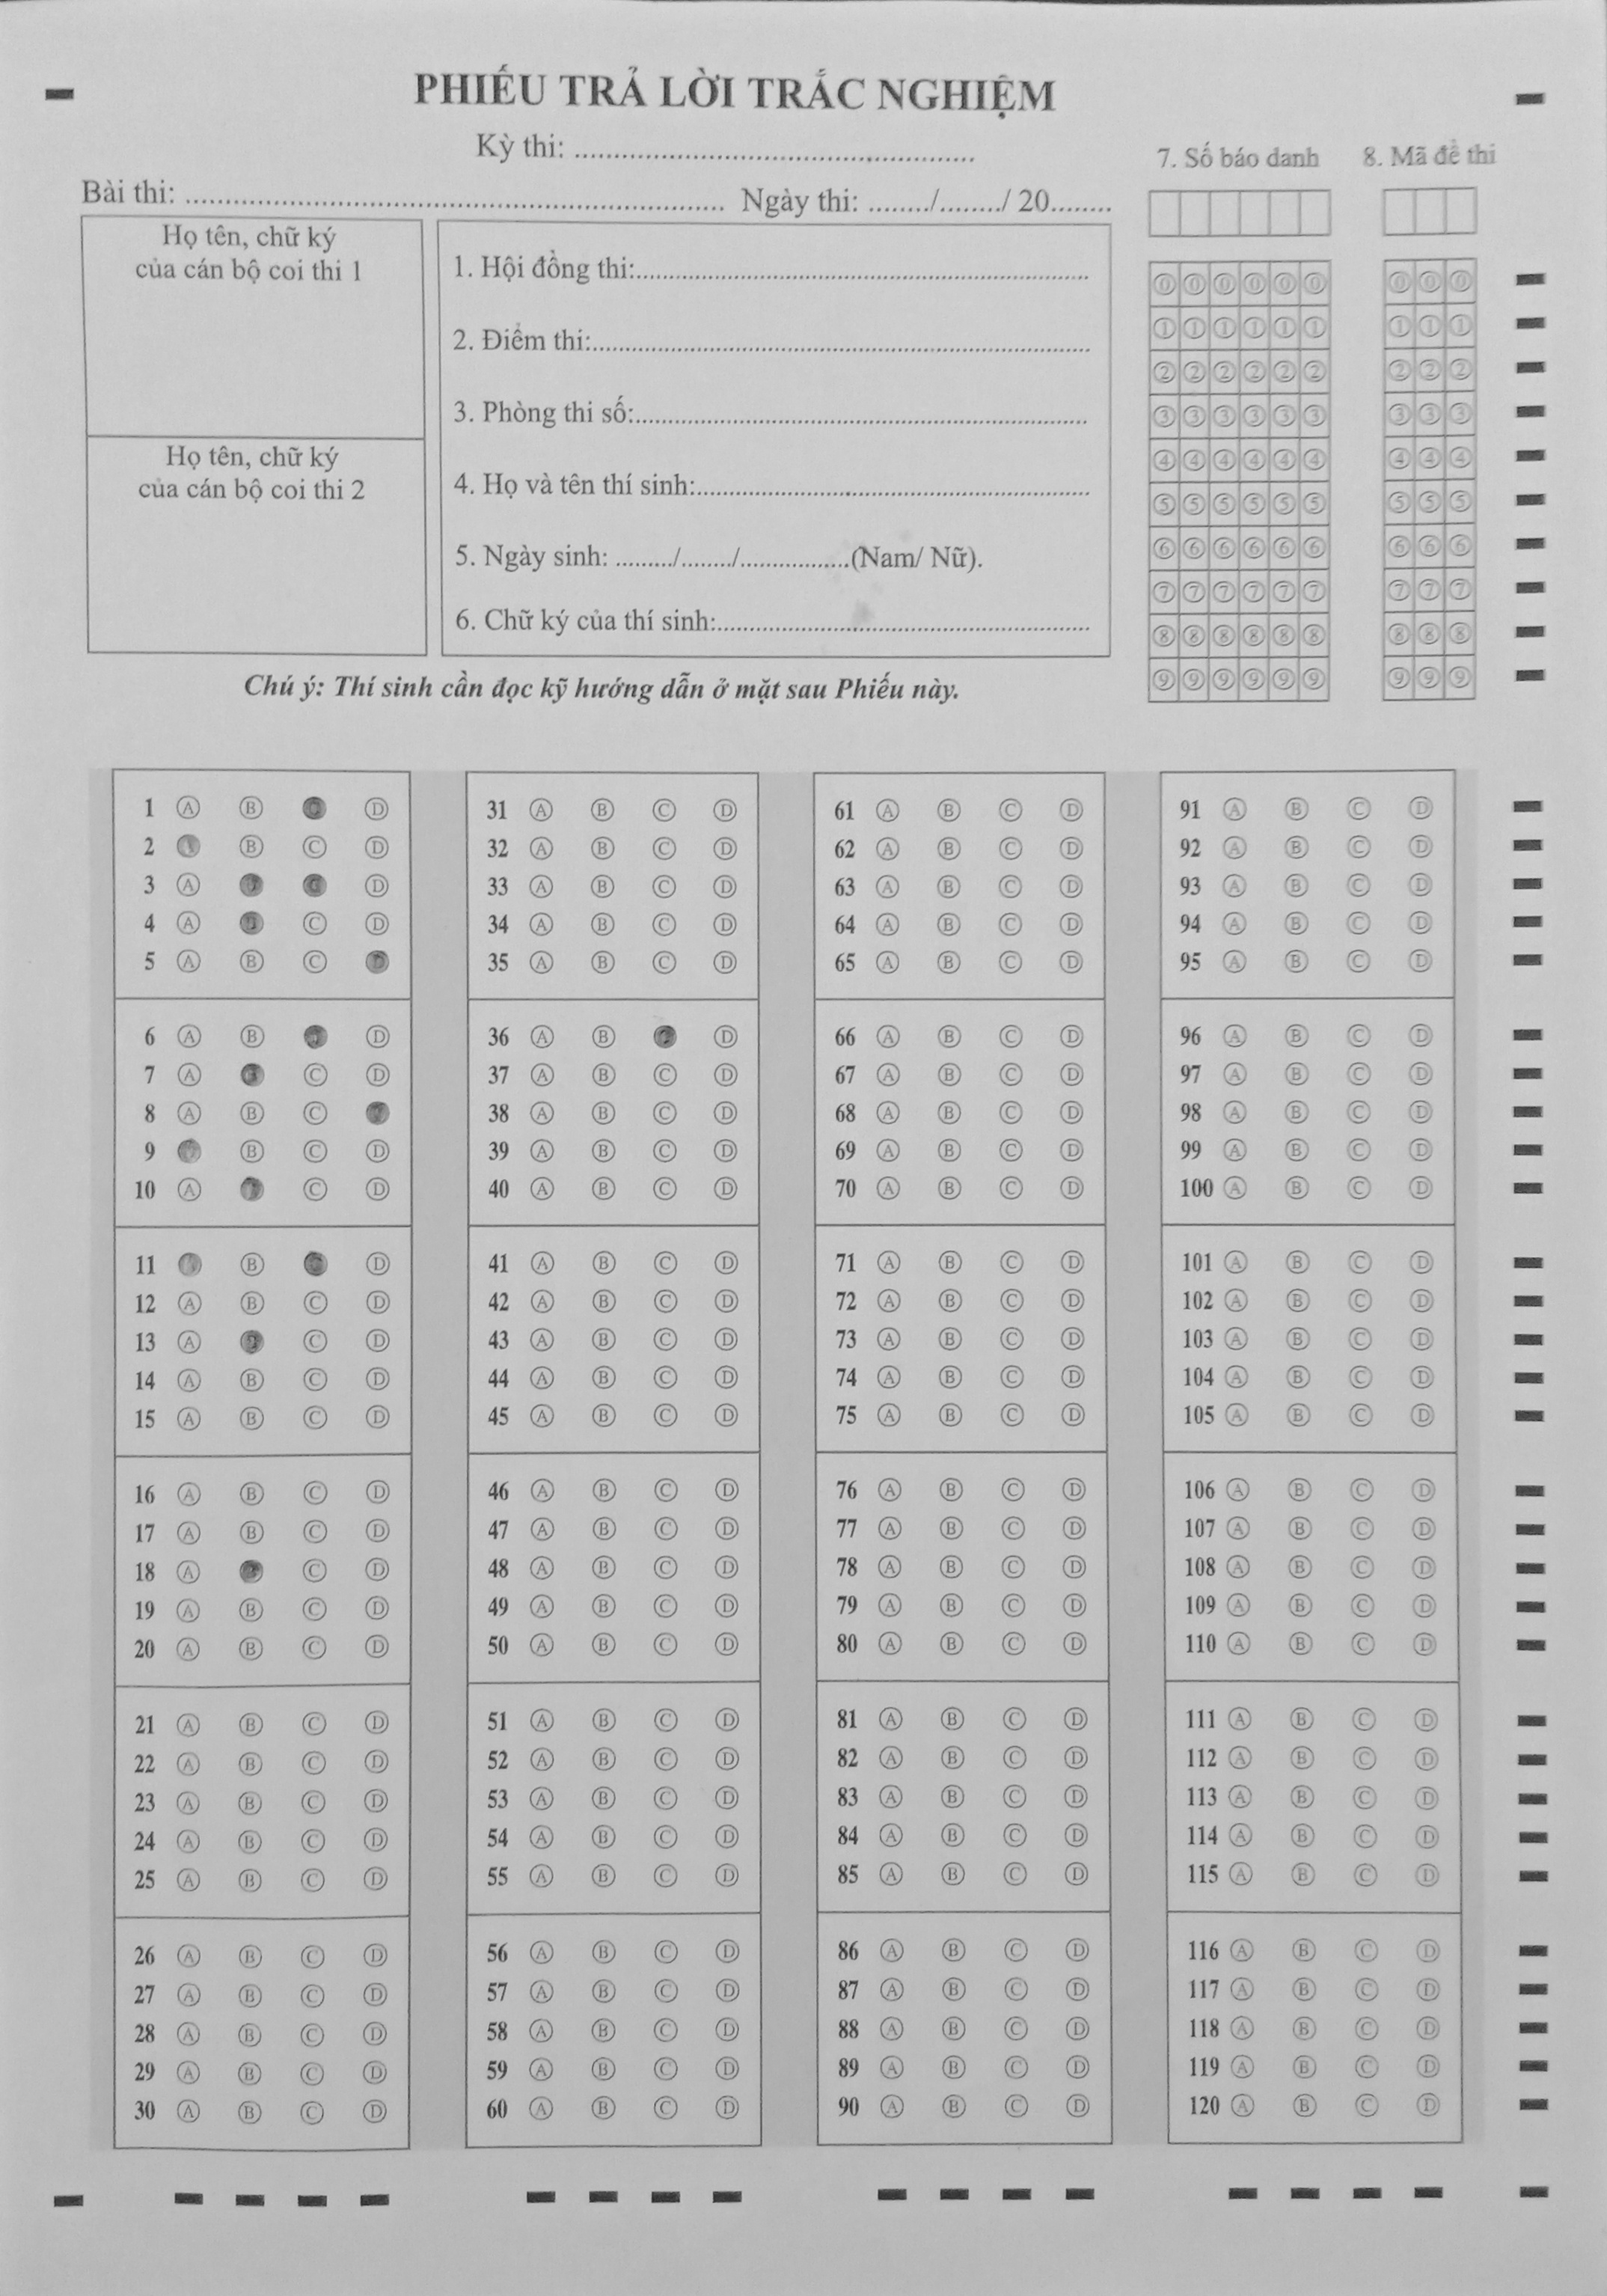 PHIẾU TRẢ LỜI TRẮC NGHIỆM
Kỳ thi: ..................................................
Bài thi: .................................................................... Ngày thi: ......../......../ 20........
7. Số báo danh
8. Mã đề thi
Họ tên, chữ ký
của cán bộ coi thi 1
Họ tên, chữ ký
của cán bộ coi thi 2
1. Hội đồng thi:..........................................................
2. Điểm thi:................................................................
3. Phòng thi số:..........................................................
4. Họ và tên thí sinh:..................................................
5. Ngày sinh: ........./......../.................(Nam/ Nữ).
6. Chữ ký của thí sinh:...............................................
0 0 0 0 0 0 0 0 0
1 1 1 1 1 1 1 1 1
2 2 2 2 2 2 2 2 2
3 3 3 3 3 3 3 3 3
4 4 4 4 4 4 4 4 4
5 5 5 5 5 5 5 5 5
6 6 6 6 6 6 6 6 6
7 7 7 7 7 7 7 7 7
8 8 8 8 8 8 8 8 8
9 9 9 9 9 9 9 9 9
Chú ý: Thí sinh cần đọc kỹ hướng dẫn ở mặt sau Phiếu này.
1 A B D
2 B C D
3 A D
4 A C D
5 A B C
6 A B D
7 A C D
8 A B C
9 B C D
10 A C D
11 B D
12 A B C D
13 A C D
14 A B C D
15 A B C D
16 A B C D
17 A B C D
18 A C D
19 A B C D
20 A B C D
21 A B C D
22 A B C D
23 A B C D
24 A B C D
25 A B C D
26 A B C D
27 A B C D
28 A B C D
29 A B C D
30 A B C D
31 A B C D
32 A B C D
33 A B C D
34 A B C D
35 A B C D
36 A B D
37 A B C D
38 A B C D
39 A B C D
40 A B C D
41 A B C D
42 A B C D
43 A B C D
44 A B C D
45 A B C D
46 A B C D
47 A B C D
48 A B C D
49 A B C D
50 A B C D
51 A B C D
52 A B C D
53 A B C D
54 A B C D
55 A B C D
56 A B C D
57 A B C D
58 A B C D
59 A B C D
60 A B C D
61 A B C D
62 A B C D
63 A B C D
64 A B C D
65 A B C D
66 A B C D
67 A B C D
68 A B C D
69 A B C D
70 A B C D
71 A B C D
72 A B C D
73 A B C D
74 A B C D
75 A B C D
76 A B C D
77 A B C D
78 A B C D
79 A B C D
80 A B C D
81 A B C D
82 A B C D
83 A B C D
84 A B C D
85 A B C D
86 A B C D
87 A B C D
88 A B C D
89 A B C D
90 A B C D
91 A B C D
92 A B C D
93 A B C D
94 A B C D
95 A B C D
96 A B C D
97 A B C D
98 A B C D
99 A B C D
100 A B C D
101 A B C D
102 A B C D
103 A B C D
104 A B C D
105 A B C D
106 A B C D
107 A B C D
108 A B C D
109 A B C D
110 A B C D
111 A B C D
112 A B C D
113 A B C D
114 A B C D
115 A B C D
116 A B C D
117 A B C D
118 A B C D
119 A B C D
120 A B C D